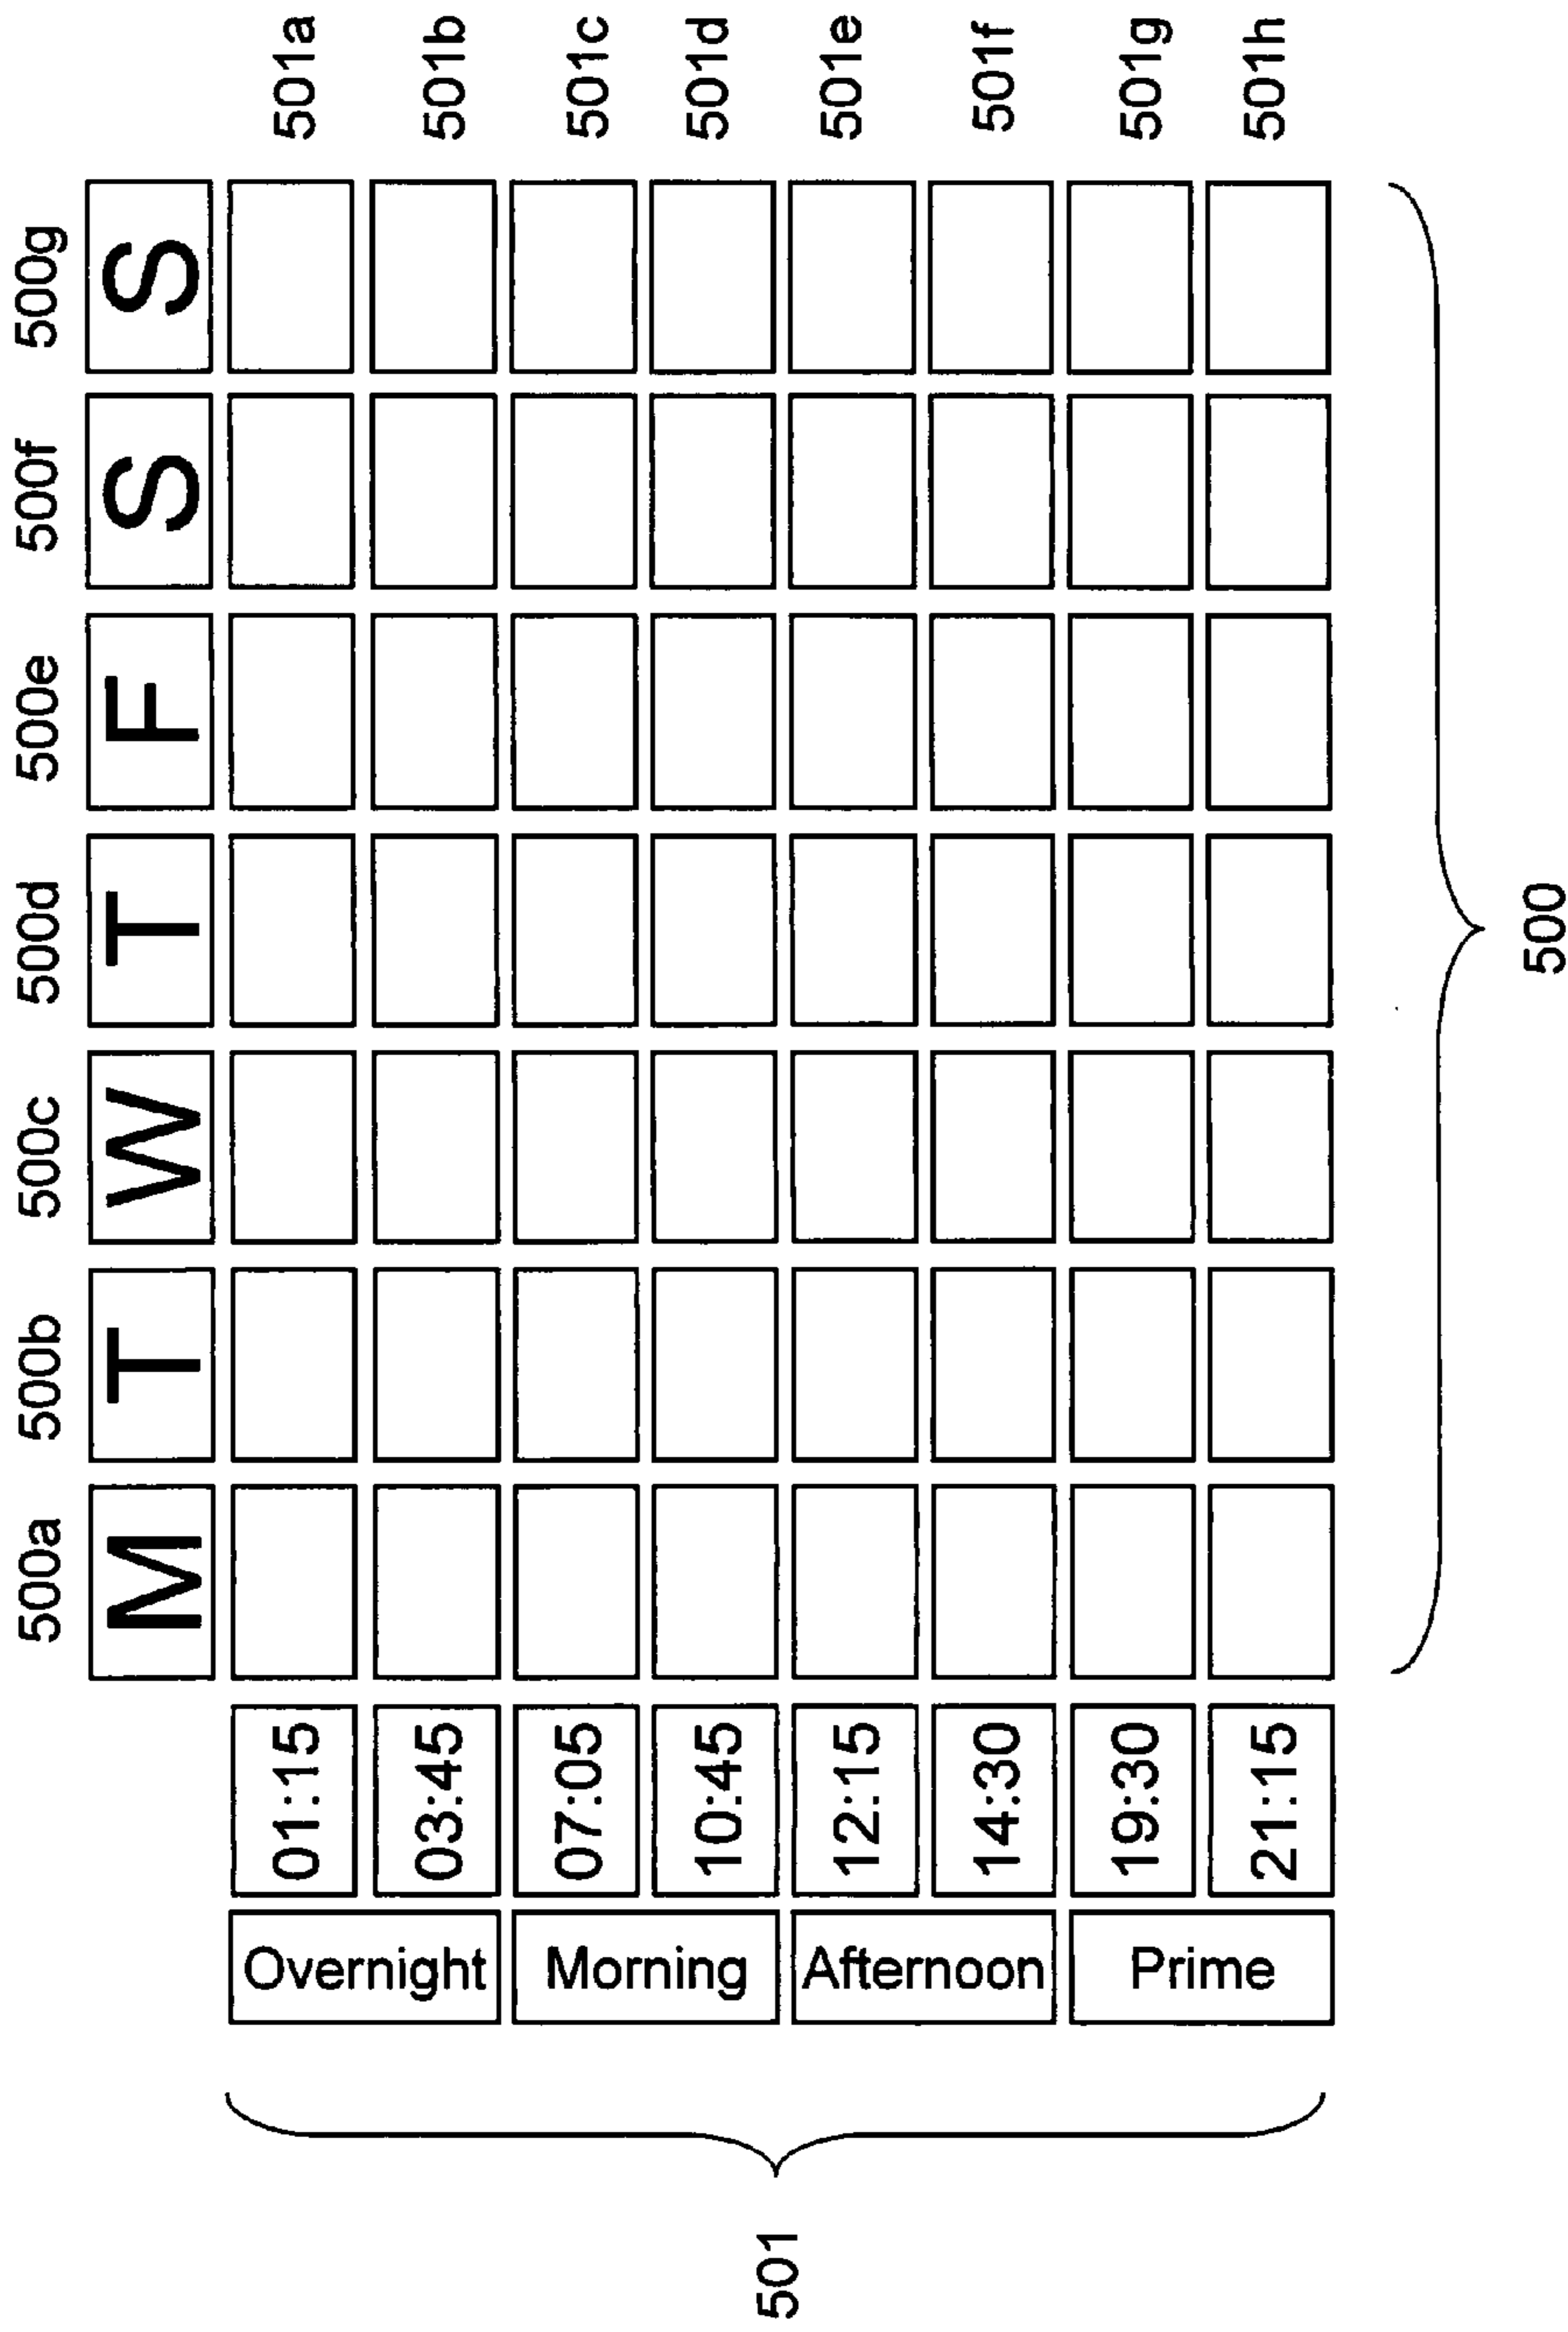 500a 500b 500c 500d 500e 500f 500g
M T W T F S S
Overnight 01:15 501a
03:45 501b
Morning 07:05 501c
10:45 501d
Afternoon 12:15 501e
14:30 501f
Prime 19:30 501g
21:15 501h
501
500